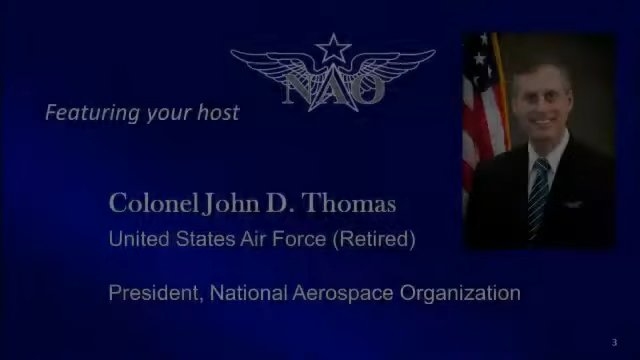 NAO
Featuring your host
Colonel John D. Thomas
United States Air Force (Retired)
President, National Aerospace Organization
3